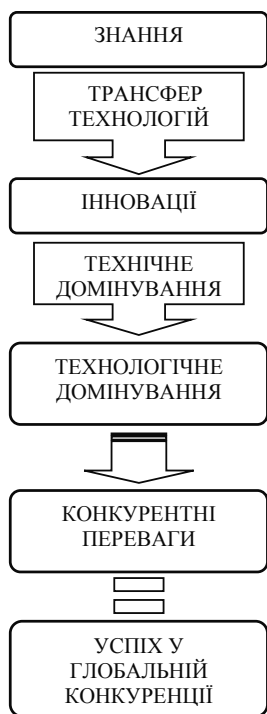 ЗНАННЯ
ТРАНСФЕР
ТЕХНОЛОГІЙ
ІННОВАЦІЇ
ТЕХНІЧНЕ
ДОМІНУВАННЯ
ТЕХНОЛОГІЧНЕ
ДОМІНУВАННЯ
КОНКУРЕНТНІ
ПЕРЕВАГИ
УСПІХ У
ГЛОБАЛЬНІЙ
КОНКУРЕНЦІЇ